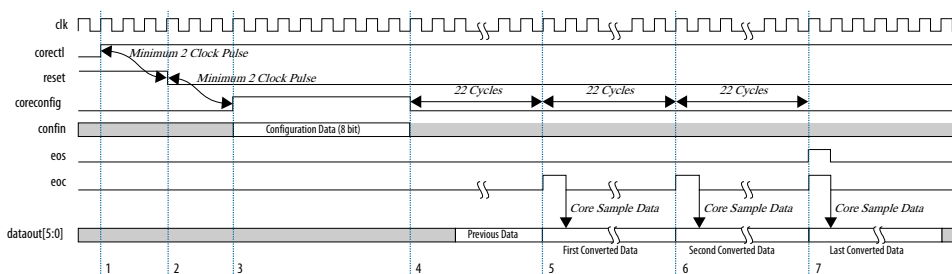 clk
corectl
Minimum 2 Clock Pulse
reset
Minimum 2 Clock Pulse
coreconfig
22 Cycles
22 Cycles
22 Cycles
confin
Configuration Data (8 bit)
eos
eoc
Core Sample Data
Core Sample Data
Core Sample Data
dataout[5:0]
Previous Data
First Converted Data
Second Converted Data
Last Converted Data
1
2
3
4
5
6
7